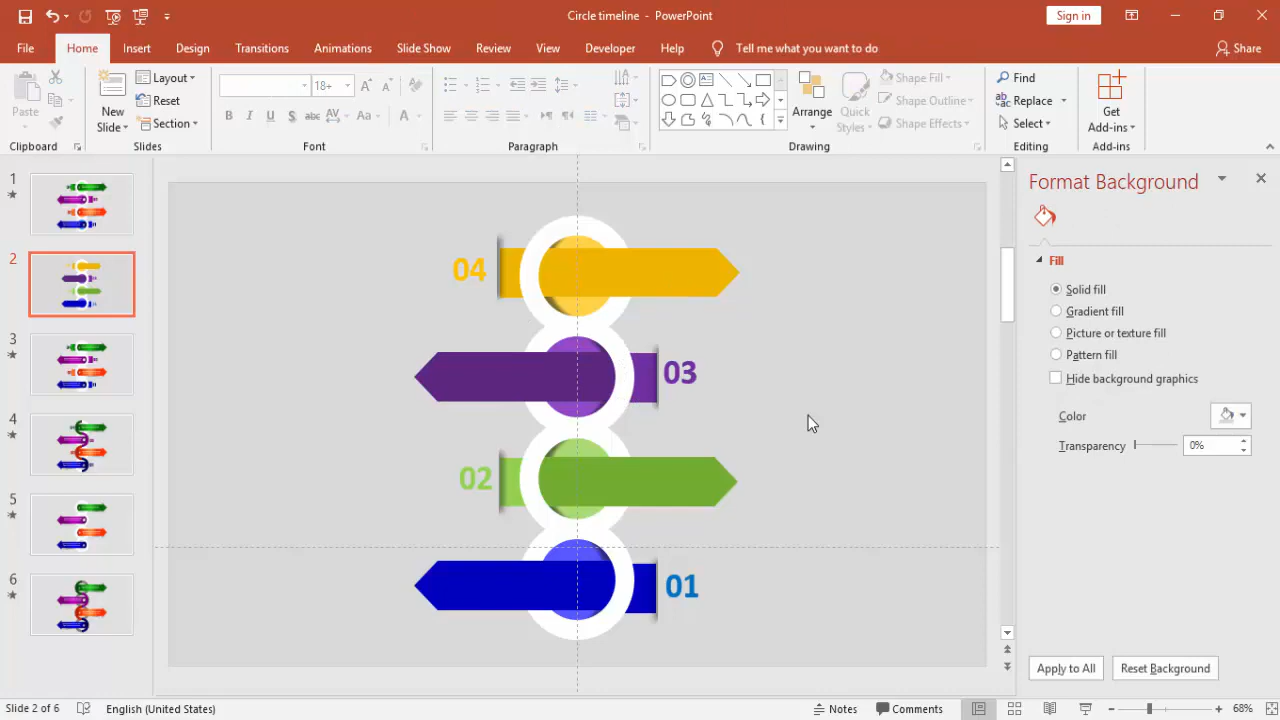 Circle timeline - PowerPoint
Sign in
File Home Insert Design Transitions Animations Slide Show Review View Developer Help Tell me what you want to do Share
Paste
New Slide
Layout
Reset
Section
18+
Arrange
Quick Styles
Shape Fill
Shape Outline
Shape Effects
Find
Replace
Select
Get Add-ins
Clipboard Slides Font Paragraph Drawing Editing Add-ins
1
2
3
4
5
6
04
03
02
01
Format Background
Fill
Solid fill
Gradient fill
Picture or texture fill
Pattern fill
Hide background graphics
Color
Transparency 0%
Apply to All Reset Background
Slide 2 of 6 English (United States) Notes Comments 68%